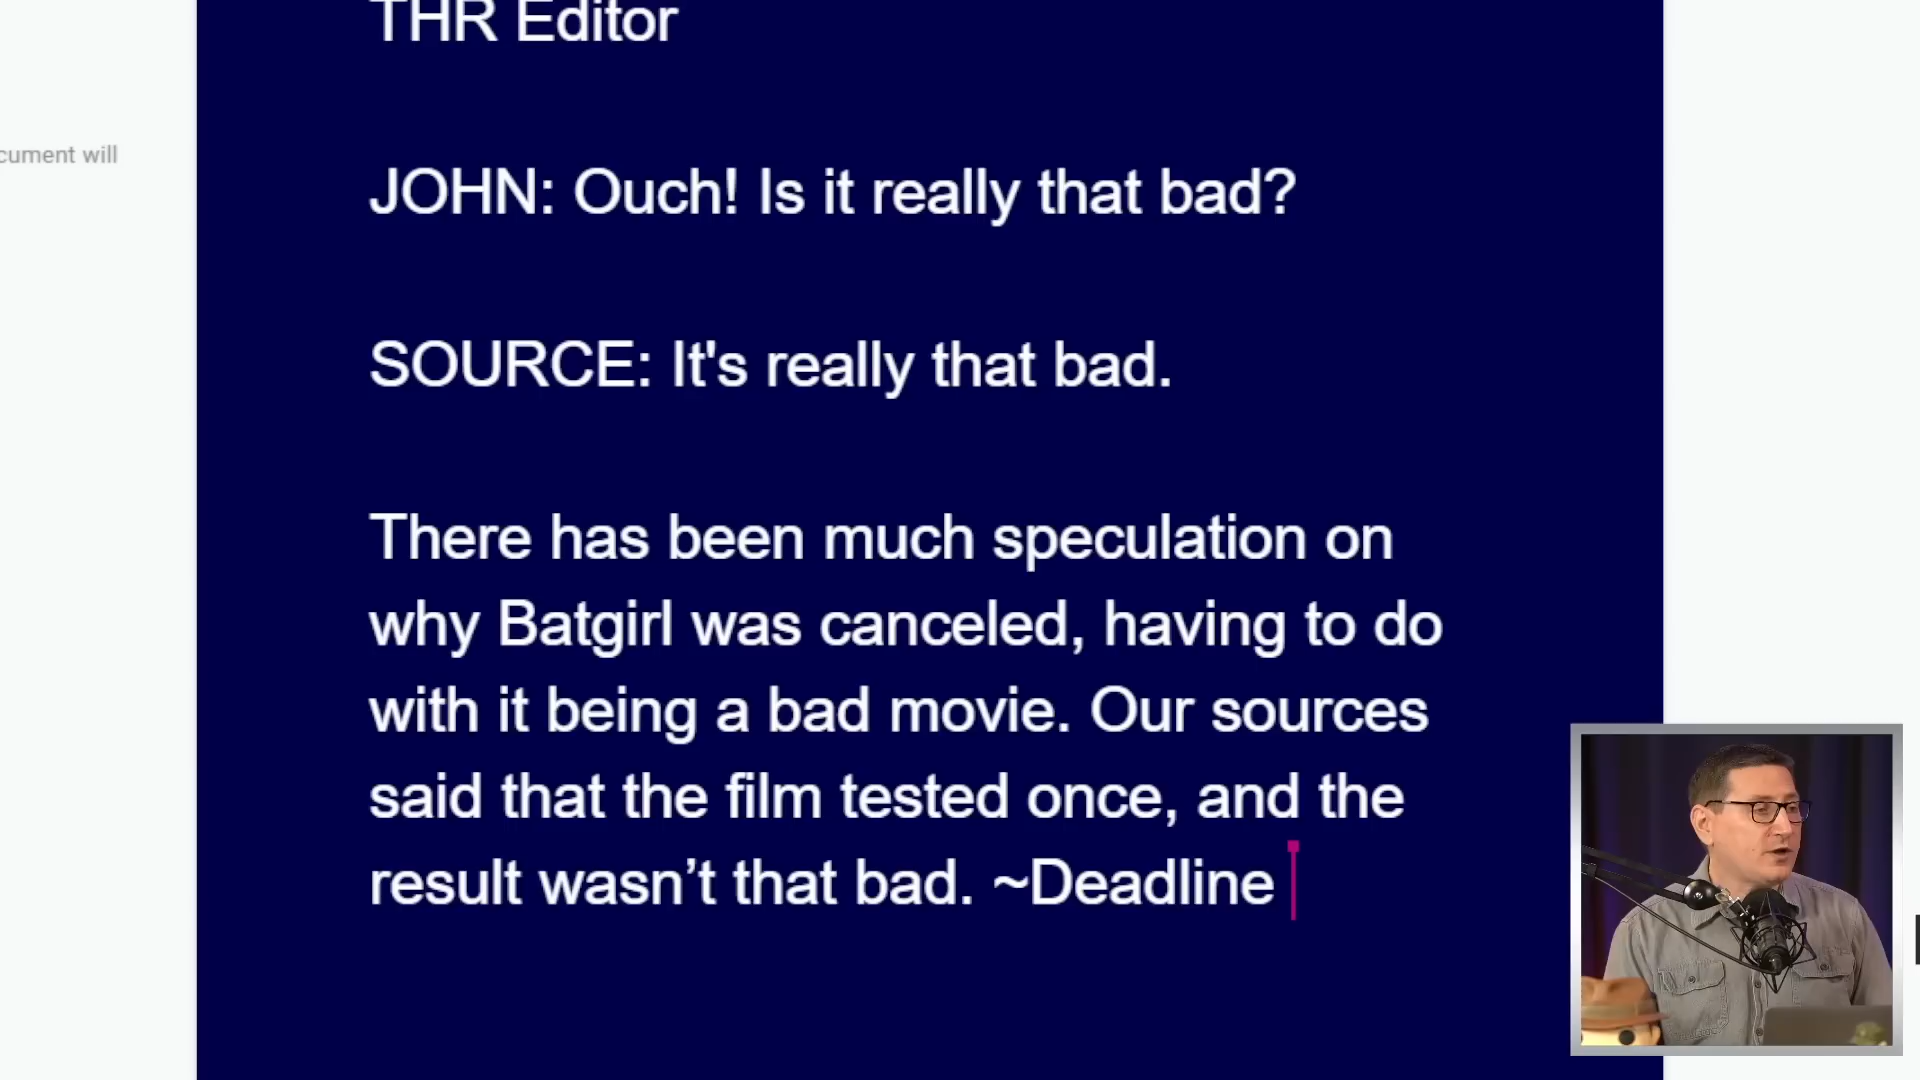 THR Editor
cument will
JOHN: Ouch! Is it really that bad?
SOURCE: It's really that bad.
There has been much speculation on
why Batgirl was canceled, having to do
with it being a bad movie. Our sources
said that the film tested once, and the
result wasn’t that bad. ~Deadline